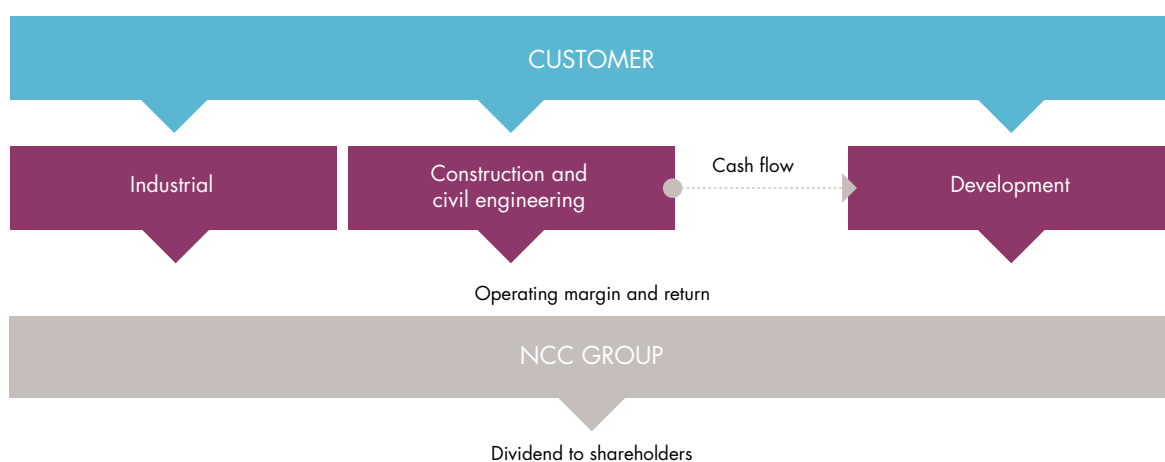 CUSTOMER
Industrial
Construction and
civil engineering
Cash flow
Development
Operating margin and return
NCC GROUP
Dividend to shareholders